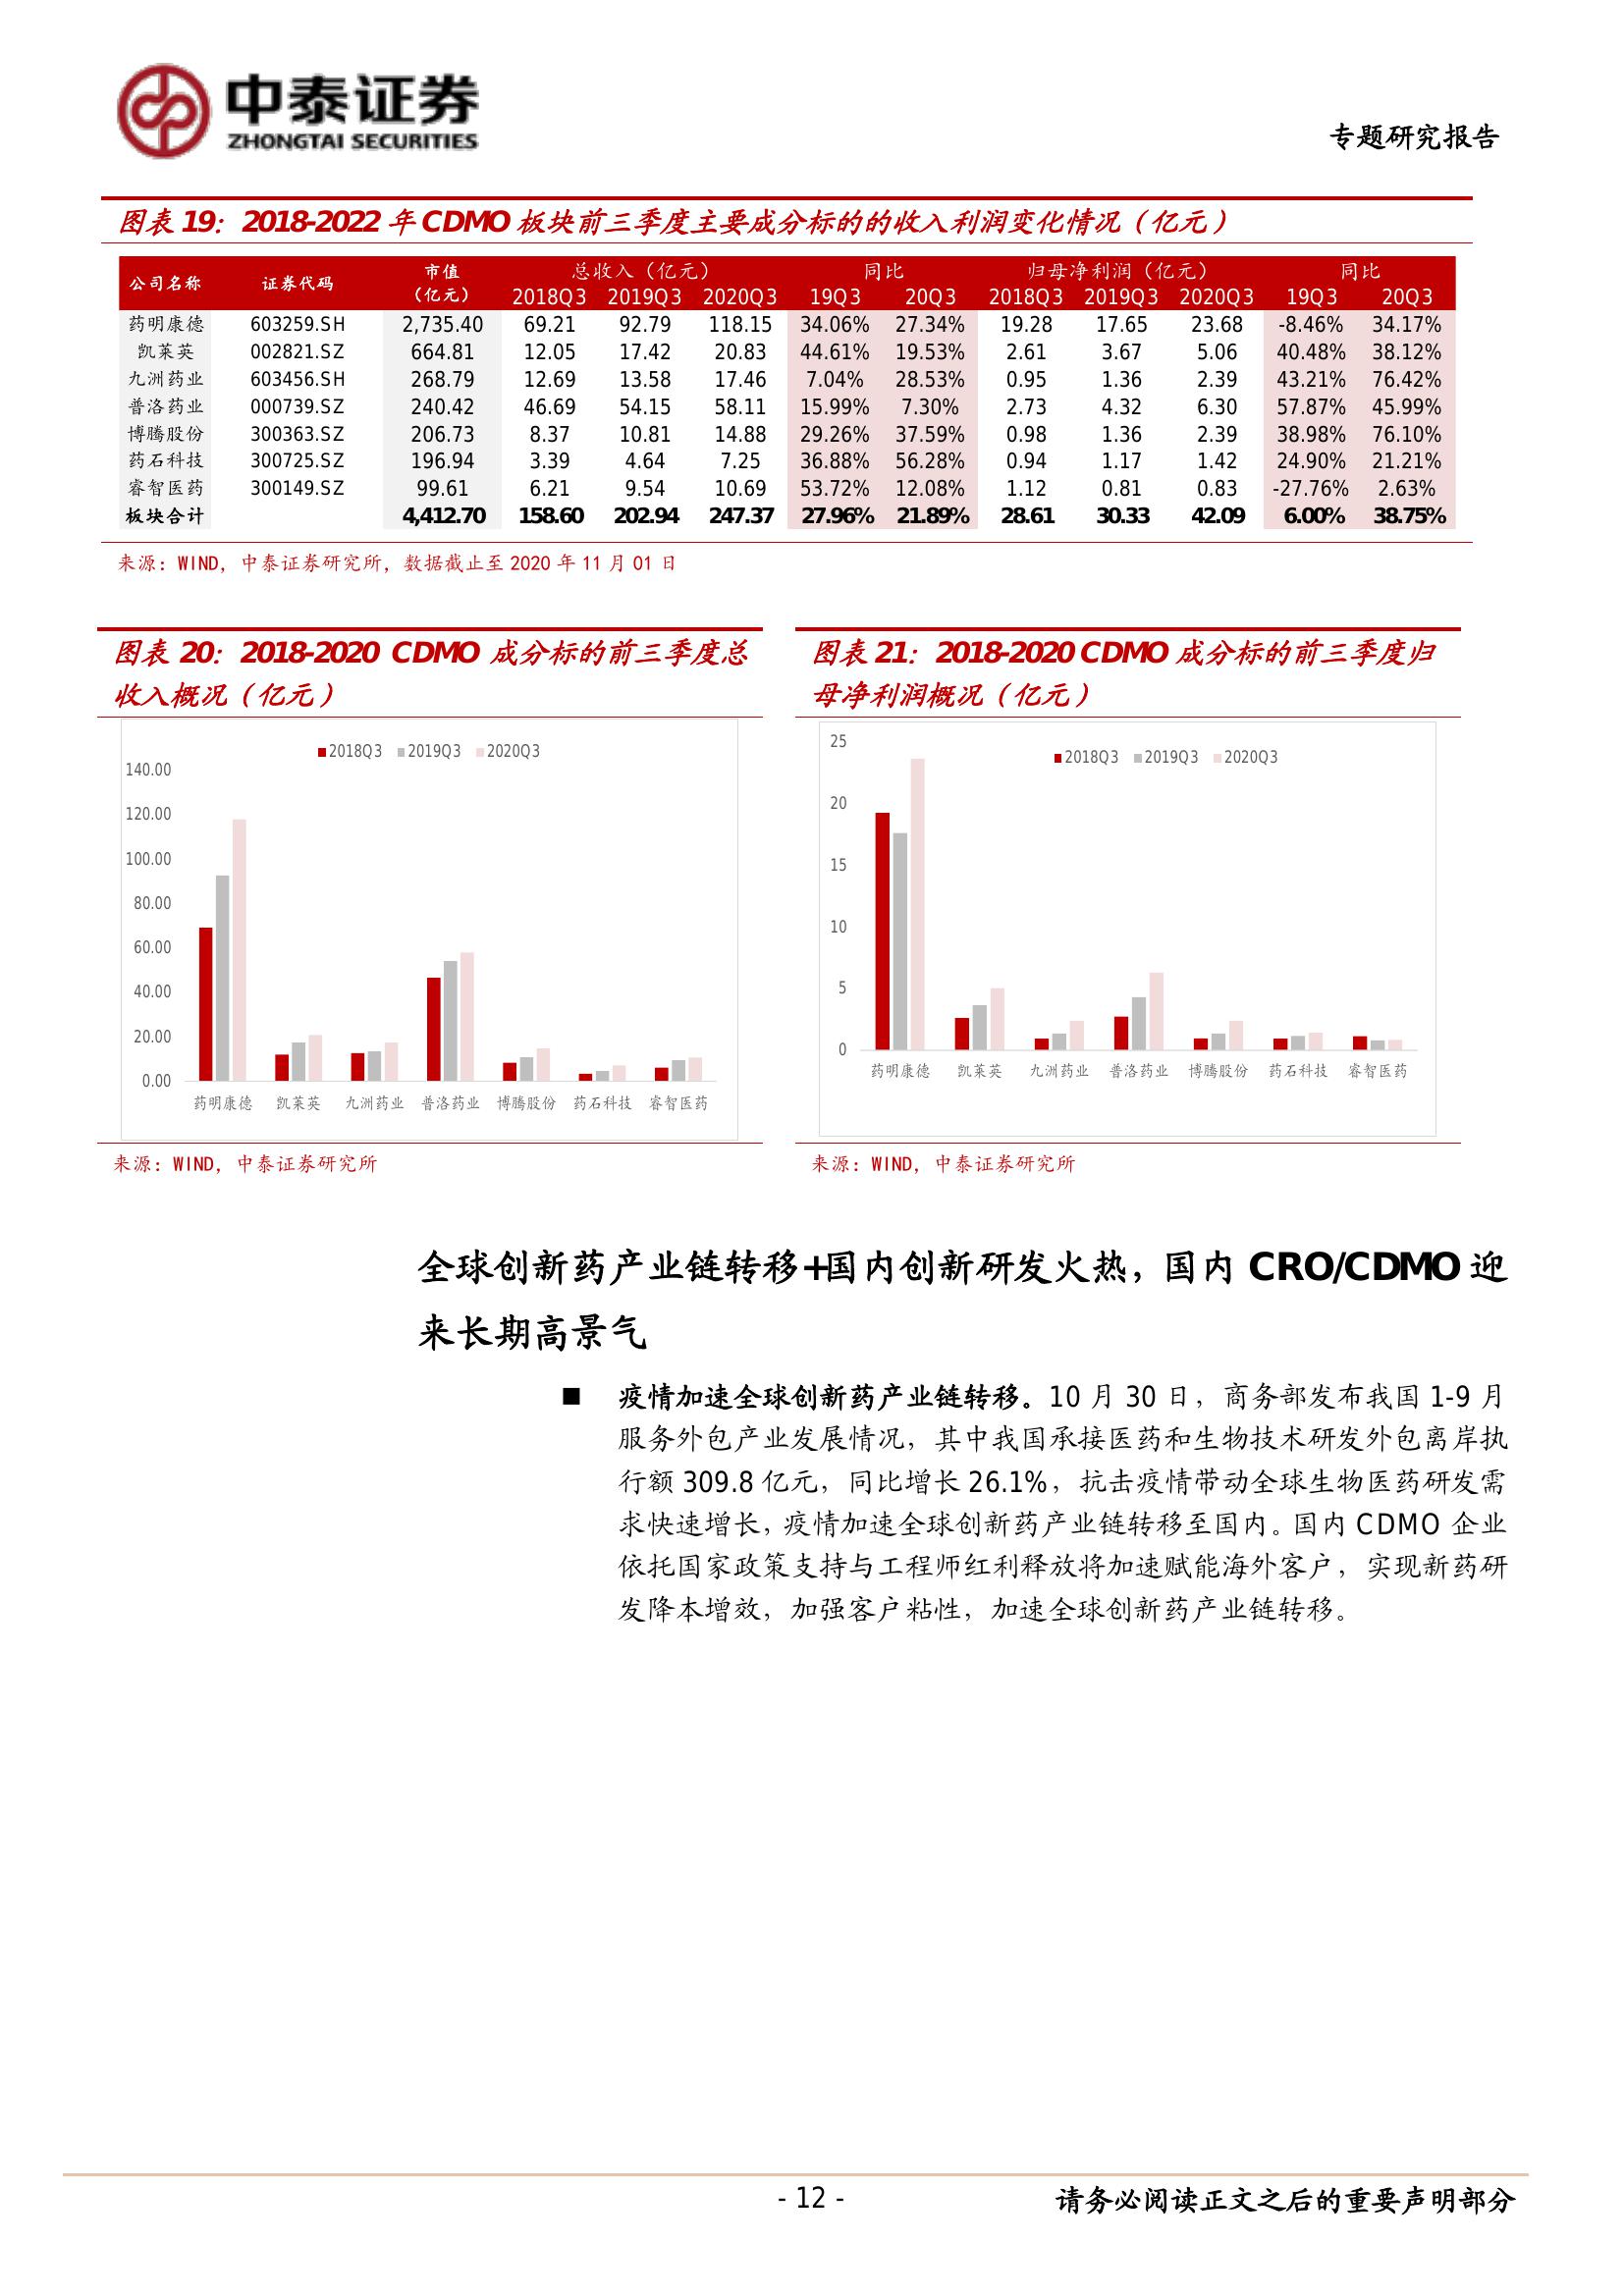 中泰证券
ZHONGTAI SECURITIES
专题研究报告
图表 19：2018-2022 年 CDMO 板块前三季度主要成分标的的收入利润变化情况（亿元）
公司名称 证券代码 市值（亿元） 总收入（亿元） 同比 归母净利润（亿元） 同比
2018Q3 2019Q3 2020Q3 19Q3 20Q3 2018Q3 2019Q3 2020Q3 19Q3 20Q3
药明康德 603259.SH 2,735.40 69.21 92.79 118.15 34.06% 27.34% 19.28 17.65 23.68 -8.46% 34.17%
凯莱英 002821.SZ 664.81 12.05 17.42 20.83 44.61% 19.53% 2.61 3.67 5.06 40.48% 38.12%
九洲药业 603456.SH 268.79 12.69 13.58 17.46 7.04% 28.53% 0.95 1.36 2.39 43.21% 76.42%
普洛药业 000739.SZ 240.42 46.69 54.15 58.11 15.99% 7.30% 2.73 4.32 6.30 57.87% 45.99%
博腾股份 300363.SZ 206.73 8.37 10.81 14.88 29.26% 37.59% 0.98 1.36 2.39 38.98% 76.10%
药石科技 300725.SZ 196.94 3.39 4.64 7.25 36.88% 56.28% 0.94 1.17 1.42 24.90% 21.21%
睿智医药 300149.SZ 99.61 6.21 9.54 10.69 53.72% 12.08% 1.12 0.81 0.83 -27.76% 2.63%
板块合计 4,412.70 158.60 202.94 247.37 27.96% 21.89% 28.61 30.33 42.09 6.00% 38.75%
来源：WIND，中泰证券研究所，数据截止至 2020 年 11 月 01 日
图表 20：2018-2020 CDMO 成分标的前三季度总
收入概况（亿元）
2018Q3 2019Q3 2020Q3
140.00
120.00
100.00
80.00
60.00
40.00
20.00
0.00
药明康德 凯莱英 九洲药业 普洛药业 博腾股份 药石科技 睿智医药
来源：WIND，中泰证券研究所
图表 21：2018-2020 CDMO 成分标的前三季度归
母净利润概况（亿元）
2018Q3 2019Q3 2020Q3
25
20
15
10
5
0
药明康德 凯莱英 九洲药业 普洛药业 博腾股份 药石科技 睿智医药
来源：WIND，中泰证券研究所
全球创新药产业链转移+国内创新研发火热，国内 CRO/CDMO 迎
来长期高景气
■ 疫情加速全球创新药产业链转移。10 月 30 日，商务部发布我国 1-9 月
服务外包产业发展情况，其中我国承接医药和生物技术研发外包离岸执
行额 309.8 亿元，同比增长 26.1%，抗击疫情带动全球生物医药研发需
求快速增长，疫情加速全球创新药产业链转移至国内。国内 CDMO 企业
依托国家政策支持与工程师红利释放将加速赋能海外客户，实现新药研
发降本增效，加强客户粘性，加速全球创新药产业链转移。
- 12 -
请务必阅读正文之后的重要声明部分